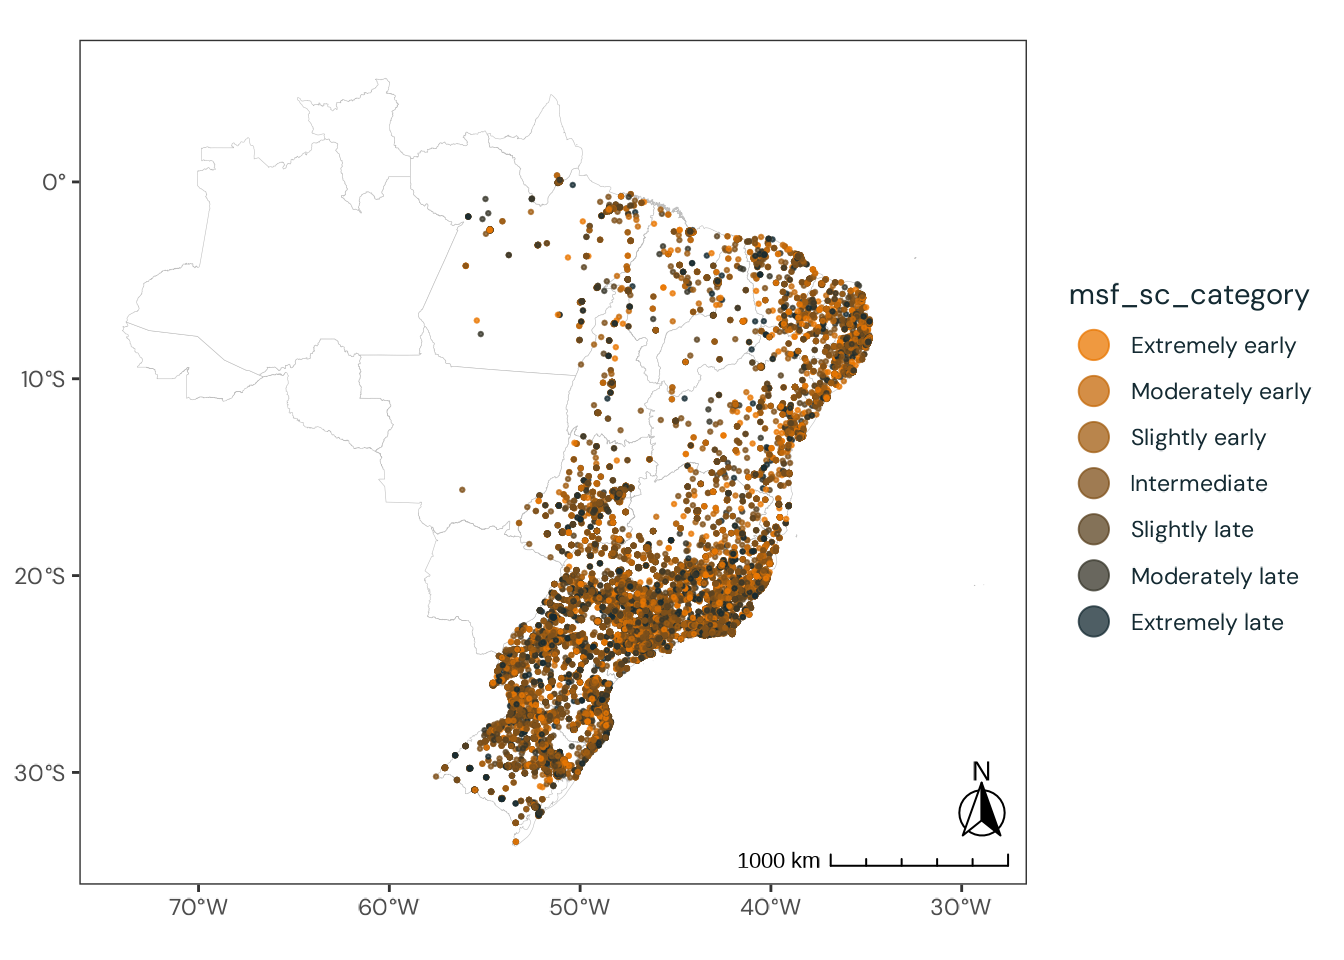 0°
10°S
20°S
30°S
70°W
60°W
50°W
40°W
30°W
N
1000 km
msf_sc_category
Extremely early
Moderately early
Slightly early
Intermediate
Slightly late
Moderately late
Extremely late